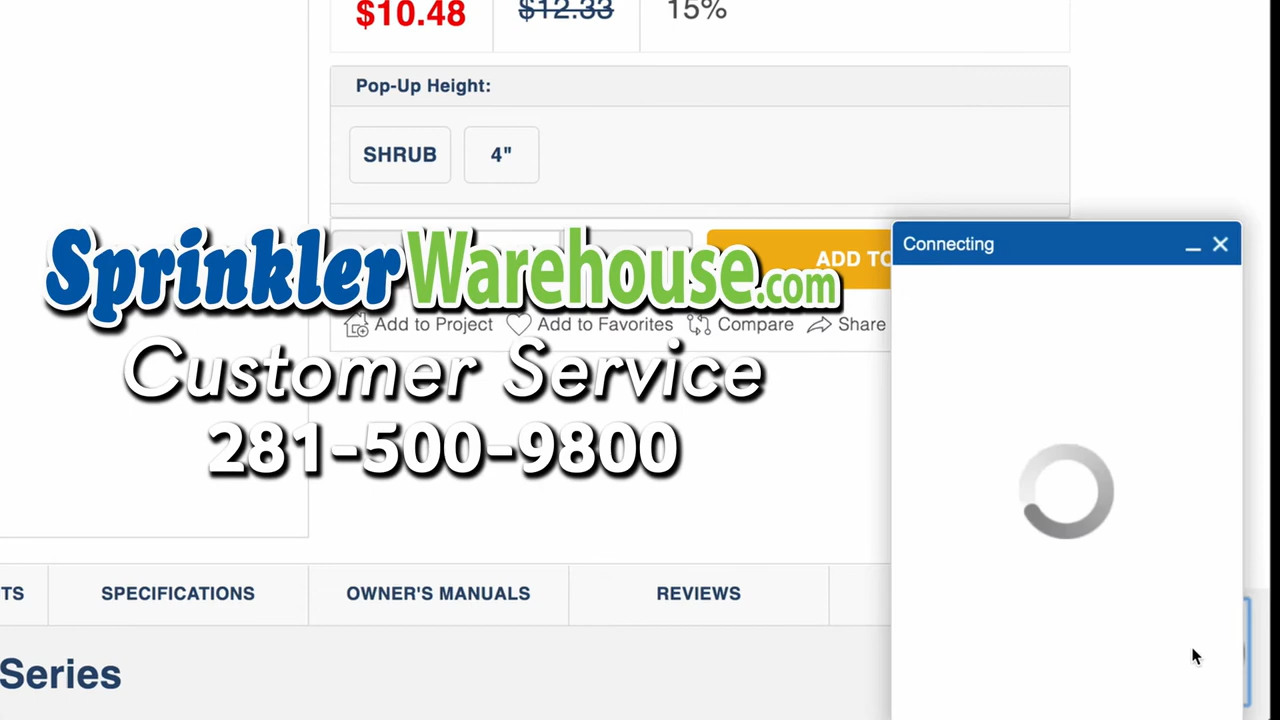 $10.48 $12.33 15%
Pop-Up Height:
SHRUB 4"
Connecting
SprinklerWarehouse.com
ADD TO
Add to Project Add to Favorites Compare Share
Customer Service
281-500-9800
TS SPECIFICATIONS OWNER'S MANUALS REVIEWS
Series